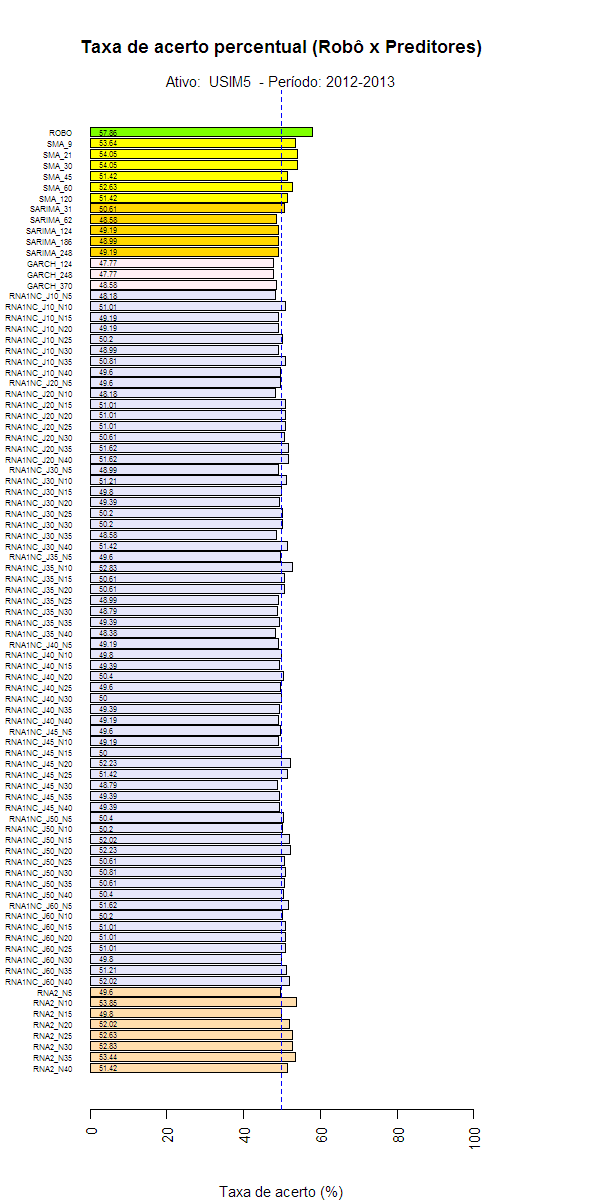 Taxa de acerto percentual (Robô x Preditores)
Ativo:  USIM5  - Período: 2012-2013
ROBO 57.86
SMA_9 53.64
SMA_21 54.05
SMA_30 54.05
SMA_45 51.42
SMA_60 52.63
SMA_120 51.42
SARIMA_31 50.61
SARIMA_62 48.58
SARIMA_124 49.19
SARIMA_186 48.99
SARIMA_248 49.19
GARCH_124 47.77
GARCH_248 47.77
GARCH_370 48.58
RNA1NC_J10_N5 48.18
RNA1NC_J10_N10 51.01
RNA1NC_J10_N15 49.19
RNA1NC_J10_N20 49.19
RNA1NC_J10_N25 50.2
RNA1NC_J10_N30 48.99
RNA1NC_J10_N35 50.81
RNA1NC_J10_N40 49.6
RNA1NC_J20_N5 49.6
RNA1NC_J20_N10 48.18
RNA1NC_J20_N15 51.01
RNA1NC_J20_N20 51.01
RNA1NC_J20_N25 51.01
RNA1NC_J20_N30 50.61
RNA1NC_J20_N35 51.62
RNA1NC_J20_N40 51.62
RNA1NC_J30_N5 48.99
RNA1NC_J30_N10 51.21
RNA1NC_J30_N15 49.8
RNA1NC_J30_N20 49.39
RNA1NC_J30_N25 50.2
RNA1NC_J30_N30 50.2
RNA1NC_J30_N35 48.58
RNA1NC_J30_N40 51.42
RNA1NC_J35_N5 49.6
RNA1NC_J35_N10 52.83
RNA1NC_J35_N15 50.61
RNA1NC_J35_N20 50.61
RNA1NC_J35_N25 48.99
RNA1NC_J35_N30 48.79
RNA1NC_J35_N35 49.39
RNA1NC_J35_N40 48.38
RNA1NC_J40_N5 49.19
RNA1NC_J40_N10 49.8
RNA1NC_J40_N15 49.39
RNA1NC_J40_N20 50.4
RNA1NC_J40_N25 49.6
RNA1NC_J40_N30 50
RNA1NC_J40_N35 49.39
RNA1NC_J40_N40 49.19
RNA1NC_J45_N5 49.6
RNA1NC_J45_N10 49.19
RNA1NC_J45_N15 50
RNA1NC_J45_N20 52.23
RNA1NC_J45_N25 51.42
RNA1NC_J45_N30 48.79
RNA1NC_J45_N35 49.39
RNA1NC_J45_N40 49.39
RNA1NC_J50_N5 50.4
RNA1NC_J50_N10 50.2
RNA1NC_J50_N15 52.02
RNA1NC_J50_N20 52.23
RNA1NC_J50_N25 50.61
RNA1NC_J50_N30 50.81
RNA1NC_J50_N35 50.61
RNA1NC_J50_N40 50.4
RNA1NC_J60_N5 51.62
RNA1NC_J60_N10 50.2
RNA1NC_J60_N15 51.01
RNA1NC_J60_N20 51.01
RNA1NC_J60_N25 51.01
RNA1NC_J60_N30 49.8
RNA1NC_J60_N35 51.21
RNA1NC_J60_N40 52.02
RNA2_N5 49.6
RNA2_N10 53.85
RNA2_N15 49.8
RNA2_N20 52.02
RNA2_N25 52.63
RNA2_N30 52.83
RNA2_N35 53.44
RNA2_N40 51.42
0 20 40 60 80 100
Taxa de acerto (%)